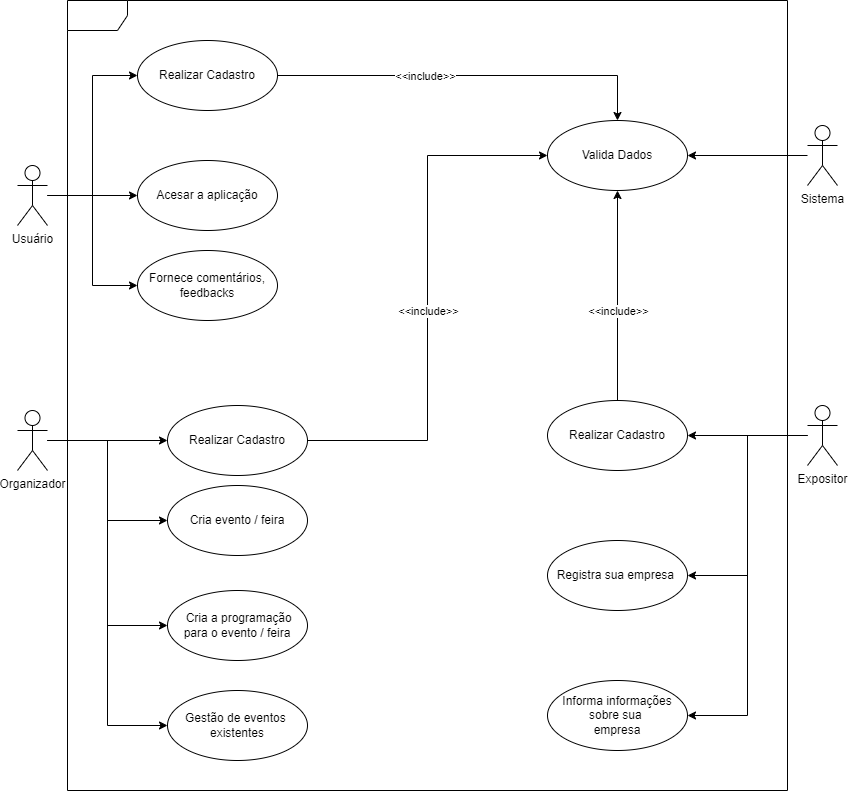 Realizar Cadastro
<<include>>
Valida Dados
Sistema
Acesar a aplicação
Usuário
Fornece comentários,
feedbacks
<<include>>
<<include>>
Realizar Cadastro
Organizador
Realizar Cadastro
Expositor
Cria evento / feira
Registra sua empresa
Cria a programação
para o evento / feira
Gestão de eventos
existentes
Informa informações
sobre sua
empresa